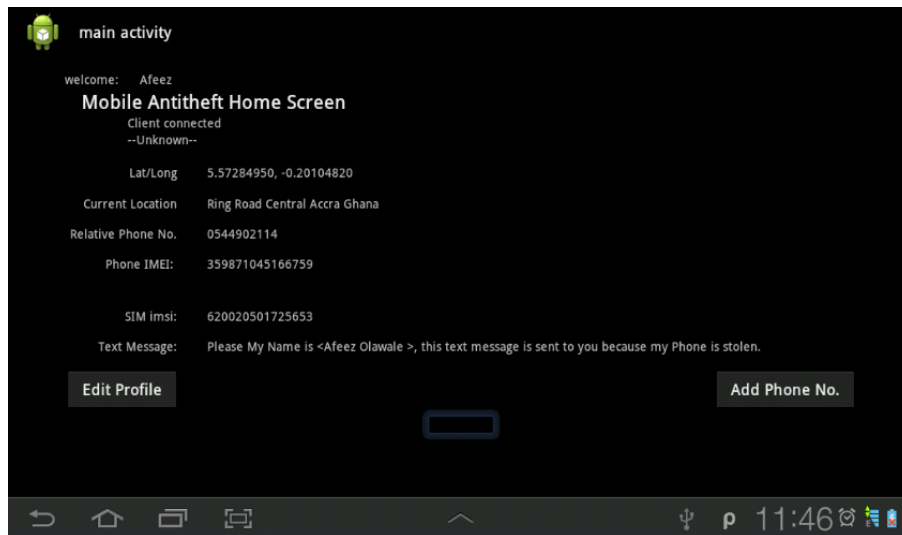 main activity
welcome: Afeez
Mobile Antitheft Home Screen
Client connected
--Unknown--
Lat/Long 5.57284950, -0.20104820
Current Location Ring Road Central Accra Ghana
Relative Phone No. 0544902114
Phone IMEI: 359871045166759
SIM imsi: 620020501725653
Text Message: Please My Name is <Afeez Olawale >, this text message is sent to you because my Phone is stolen.
Edit Profile Add Phone No.
ρ 11:46 E